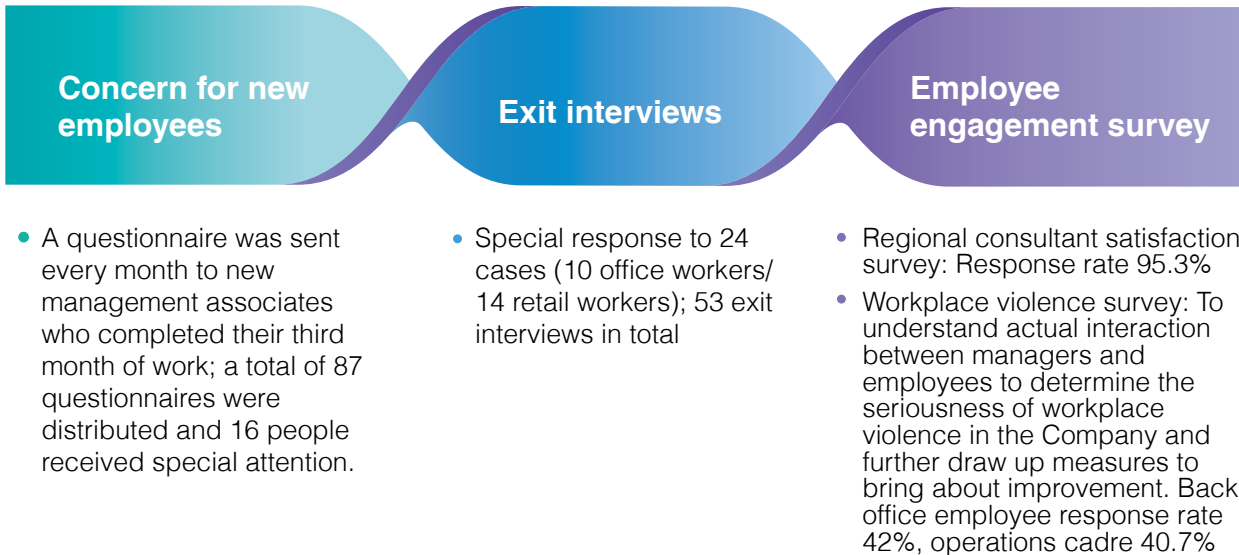 Concern for new
employees
A questionnaire was sent
every month to new
management associates
who completed their third
month of work; a total of 87
questionnaires were
distributed and 16 people
received special attention.
Exit interviews
Special response to 24
cases (10 office workers/
14 retail workers); 53 exit
interviews in total
Employee
engagement survey
Regional consultant satisfaction
survey: Response rate 95.3%
Workplace violence survey: To
understand actual interaction
between managers and
employees to determine the
seriousness of workplace
violence in the Company and
further draw up measures to
bring about improvement. Back
office employee response rate
42%, operations cadre 40.7%